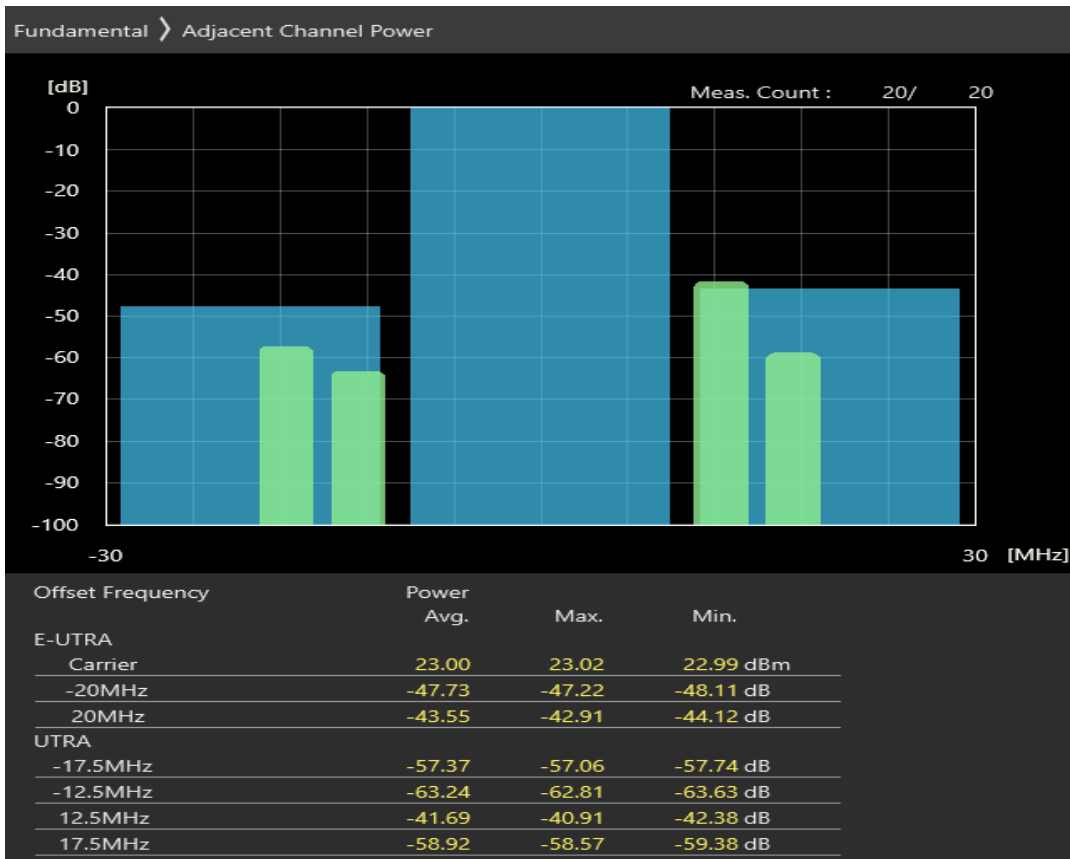 Fundamental 〉 Adjacent Channel Power
[dB]
Meas. Count : 20/ 20
0
-10
-20
-30
-40
-50
-60
-70
-80
-90
-100
-30 30 [MHz]
Offset Frequency Power
Avg. Max. Min.
E-UTRA
Carrier 23.00 23.02 22.99 dBm
-20MHz -47.73 -47.22 -48.11 dB
20MHz -43.55 -42.91 -44.12 dB
UTRA
-17.5MHz -57.37 -57.06 -57.74 dB
-12.5MHz -63.24 -62.81 -63.63 dB
12.5MHz -41.69 -40.91 -42.38 dB
17.5MHz -58.92 -58.57 -59.38 dB